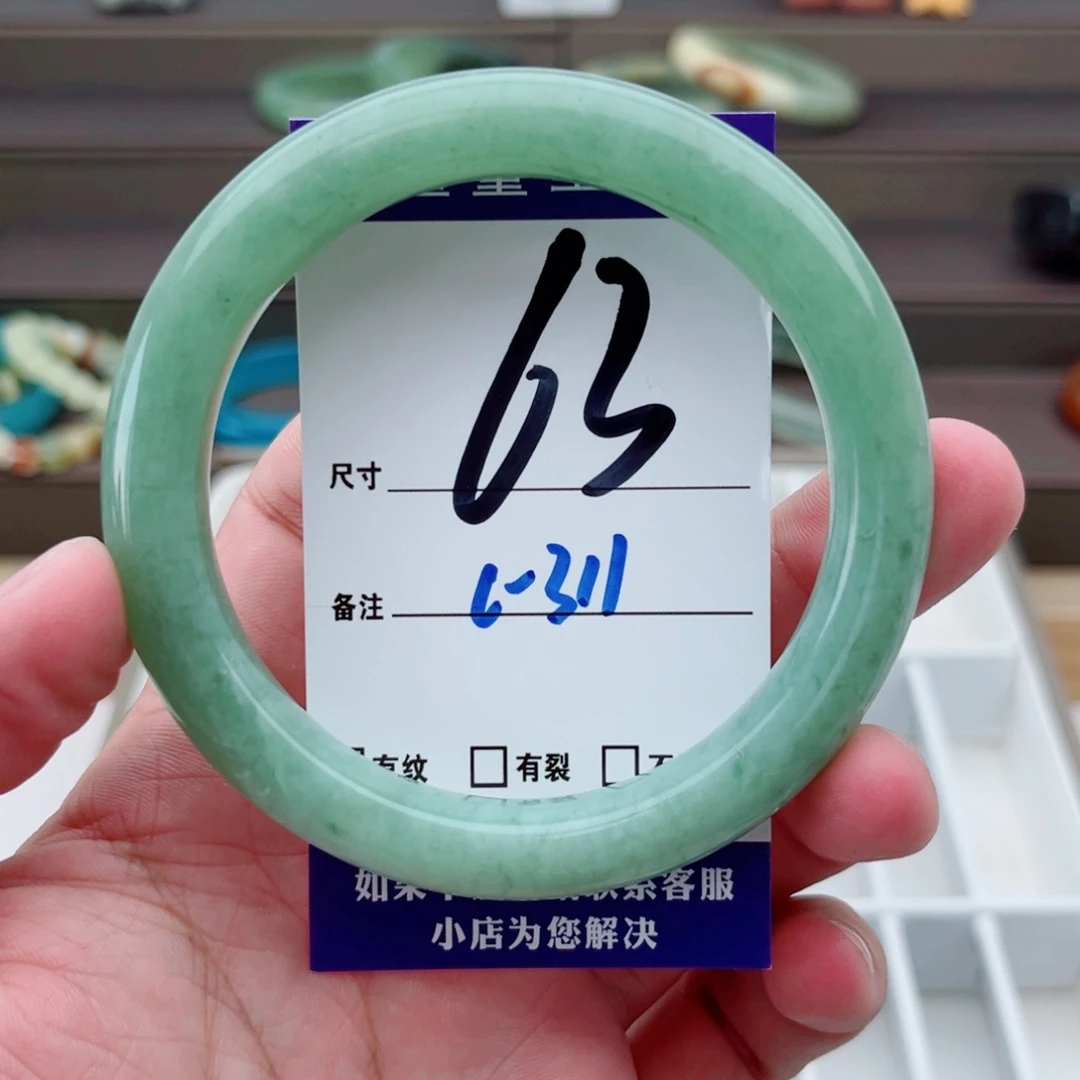 63
尺寸
6-311
备注
有纹 □有裂 □
如果 联系客服
小店为您解决